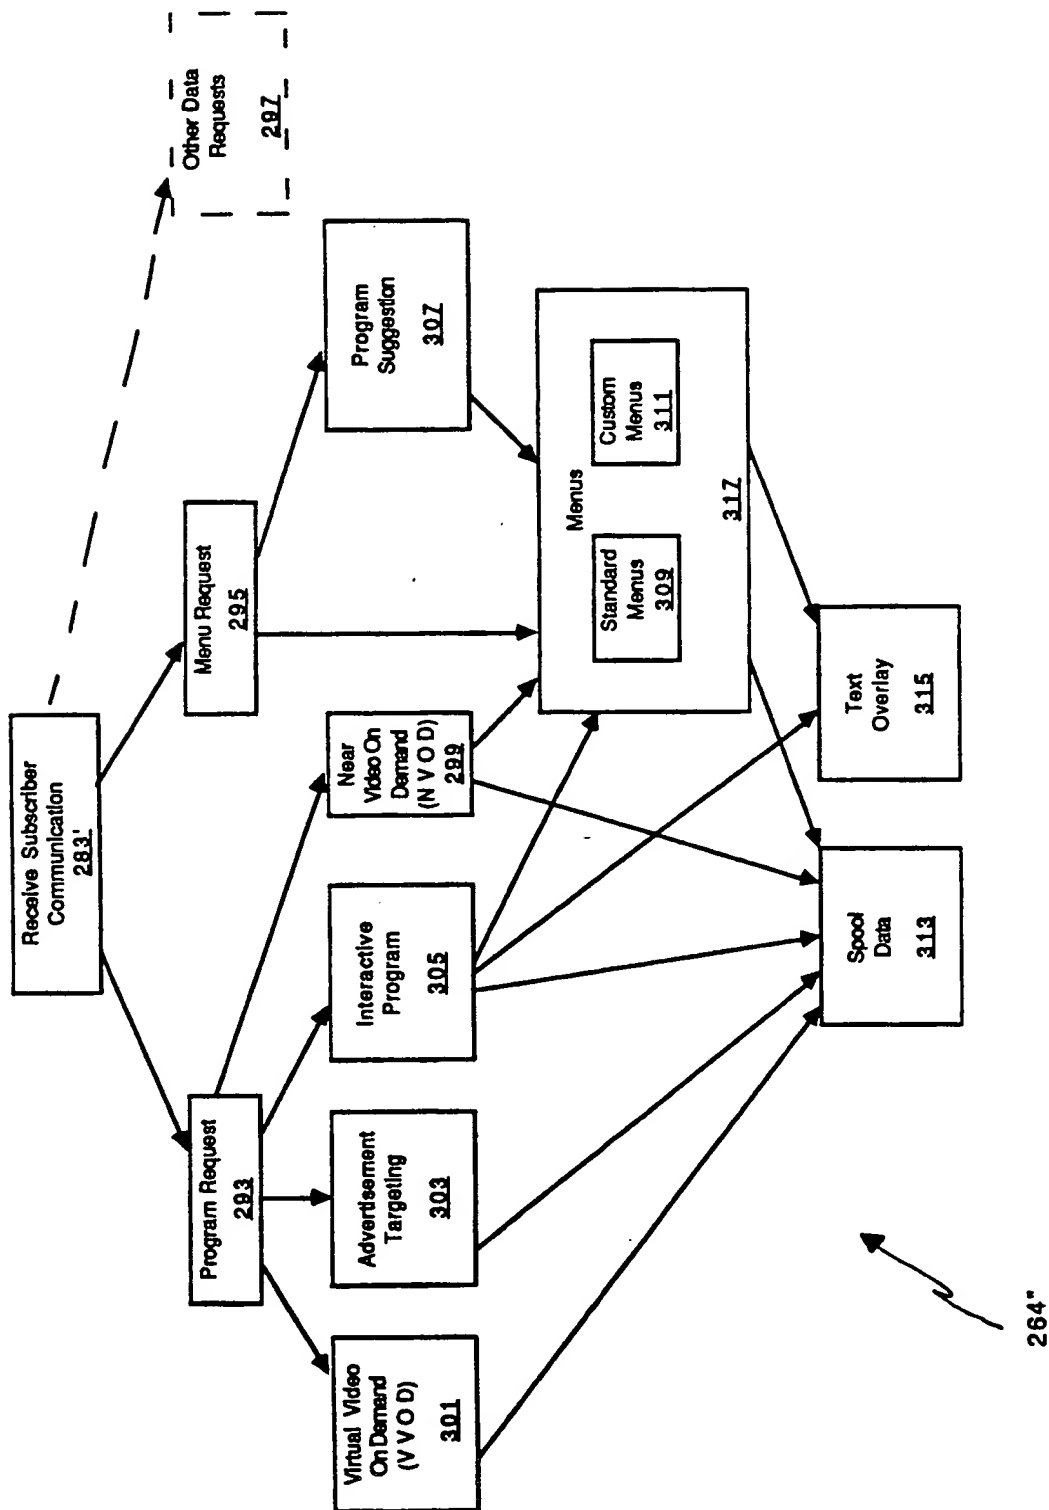 Receive Subscriber
Communication
283'
Other Data
Requests
297
Program Request
293
Menu Request
295
Virtual Video
On Demand
(V V O D)
301
Advertisement
Targeting
303
Interactive
Program
305
Near
Video On
Demand
(N V O D)
299
Program
Suggestion
307
Menus
Standard
Menus
309
Custom
Menus
311
317
Spool
Data
313
Text
Overlay
315
264"